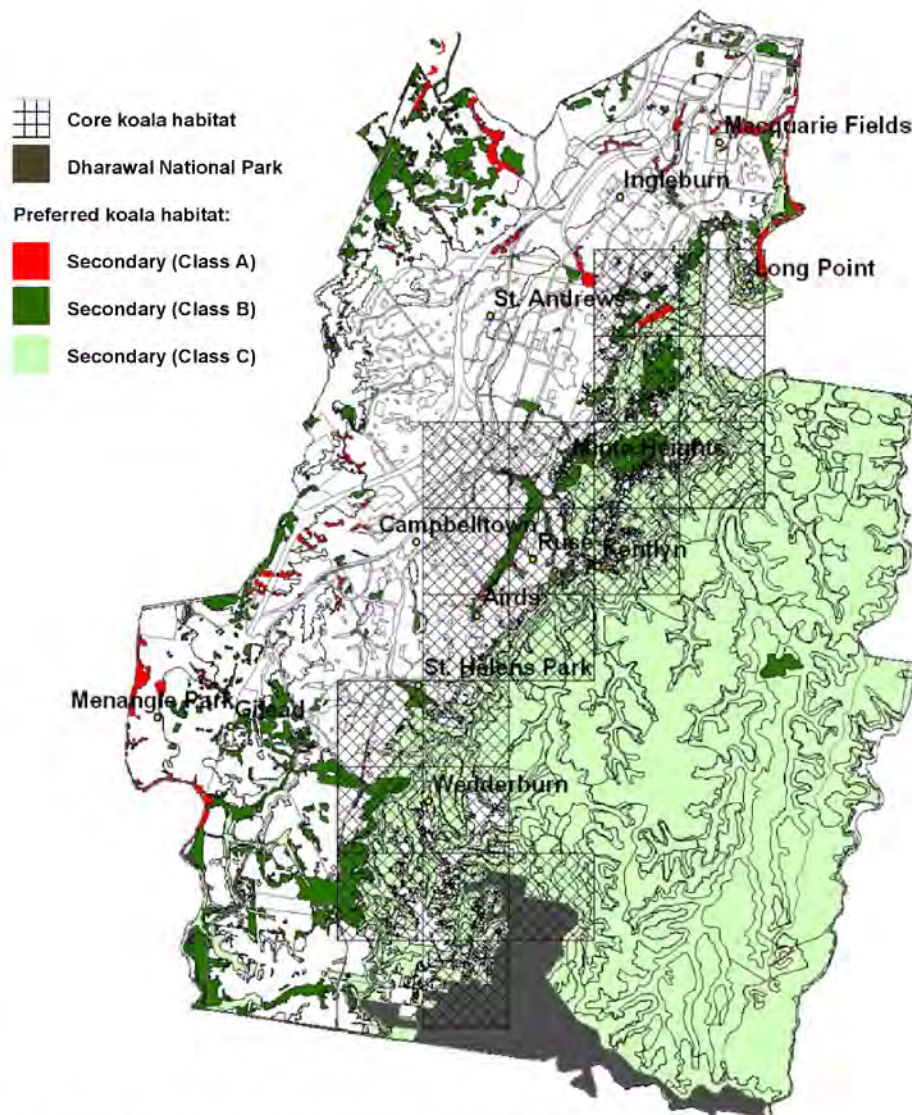 Core koala habitat
Dharawal National Park
Preferred koala habitat:
Secondary (Class A)
Secondary (Class B)
Secondary (Class C)
Macquarie Fields
Ingleburn
Long Point
St. Andrews
Minto Heights
Campbelltown
Ruse
Kentlyn
Airds
St. Helens Park
Menangle Park
Gilead
Wedderburn